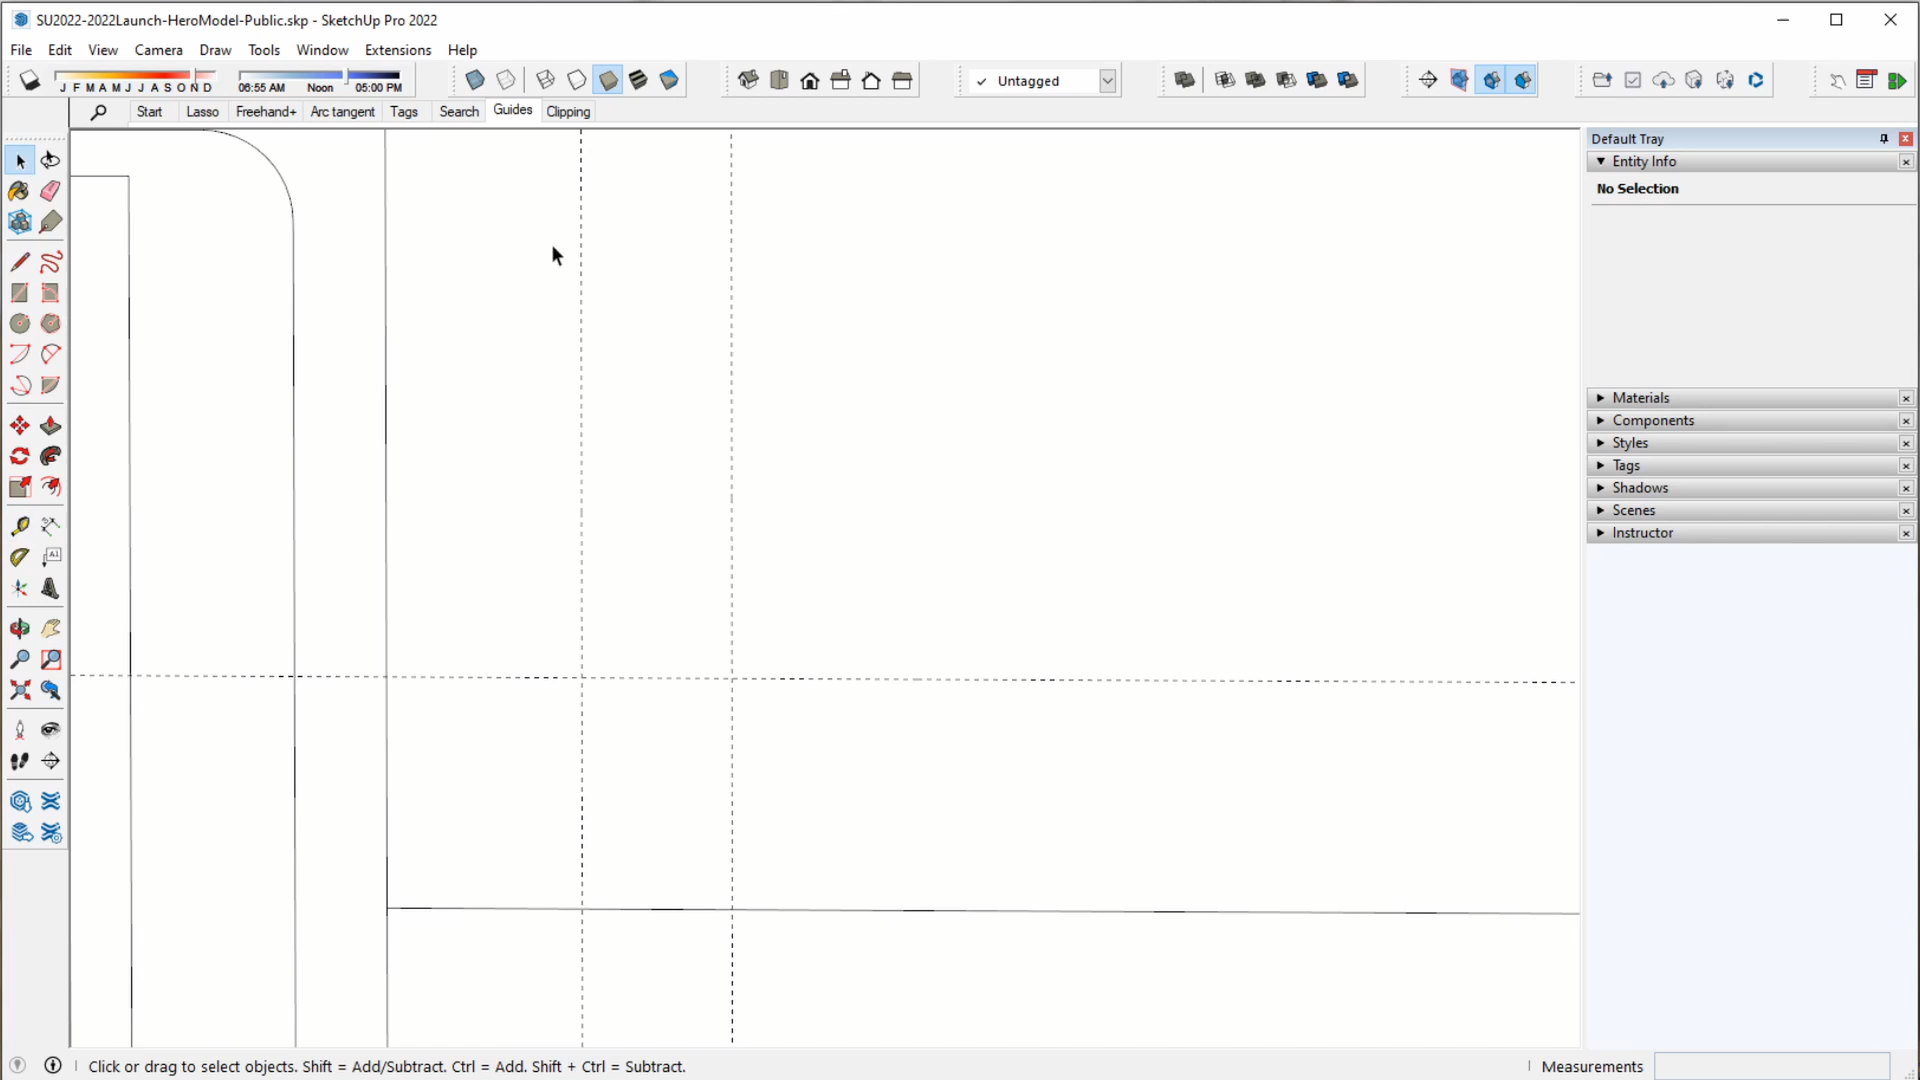 SU2022-2022Launch-HeroModel-Public.skp - SketchUp Pro 2022
File Edit View Camera Draw Tools Window Extensions Help
J F M A M J J A S O N D 06:55 AM Noon 05:00 PM Untagged
Start Lasso Freehand+ Arc tangent Tags Search Guides Clipping
Default Tray
Entity Info
No Selection
Materials
Components
Styles
Tags
Shadows
Scenes
Instructor
A1
Click or drag to select objects. Shift = Add/Subtract. Ctrl = Add. Shift + Ctrl = Subtract. Measurements